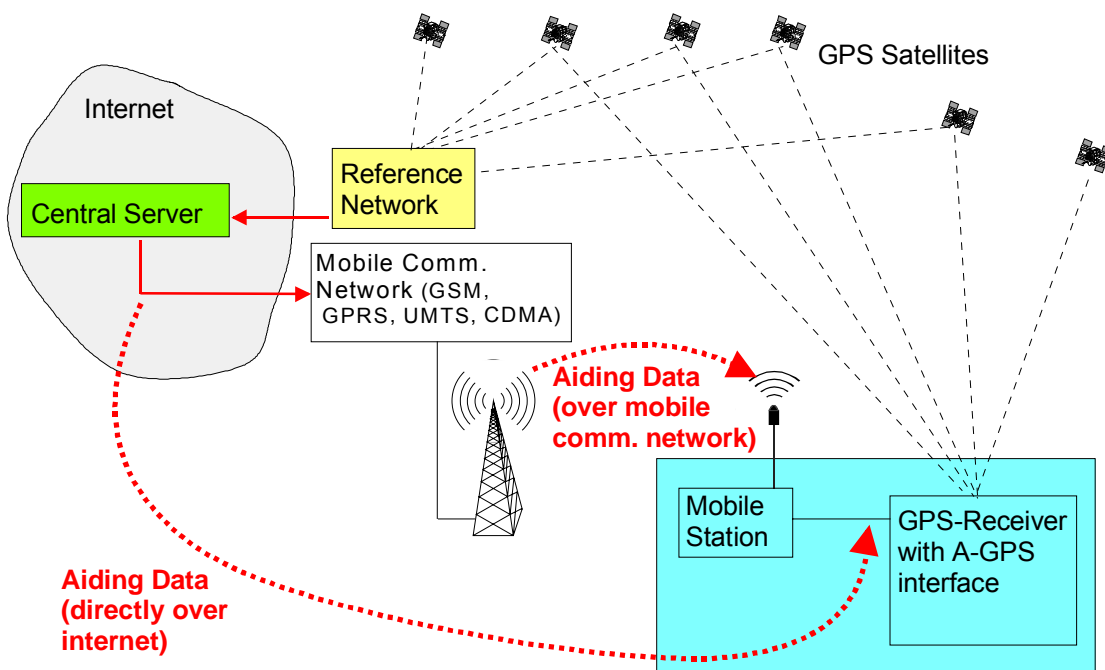 GPS Satellites
Internet
Reference
Network
Central Server
Mobile Comm.
Network (GSM,
GPRS, UMTS, CDMA)
Aiding Data
(over mobile
comm. network)
Mobile
Station
GPS-Receiver
with A-GPS
interface
Aiding Data
(directly over
internet)